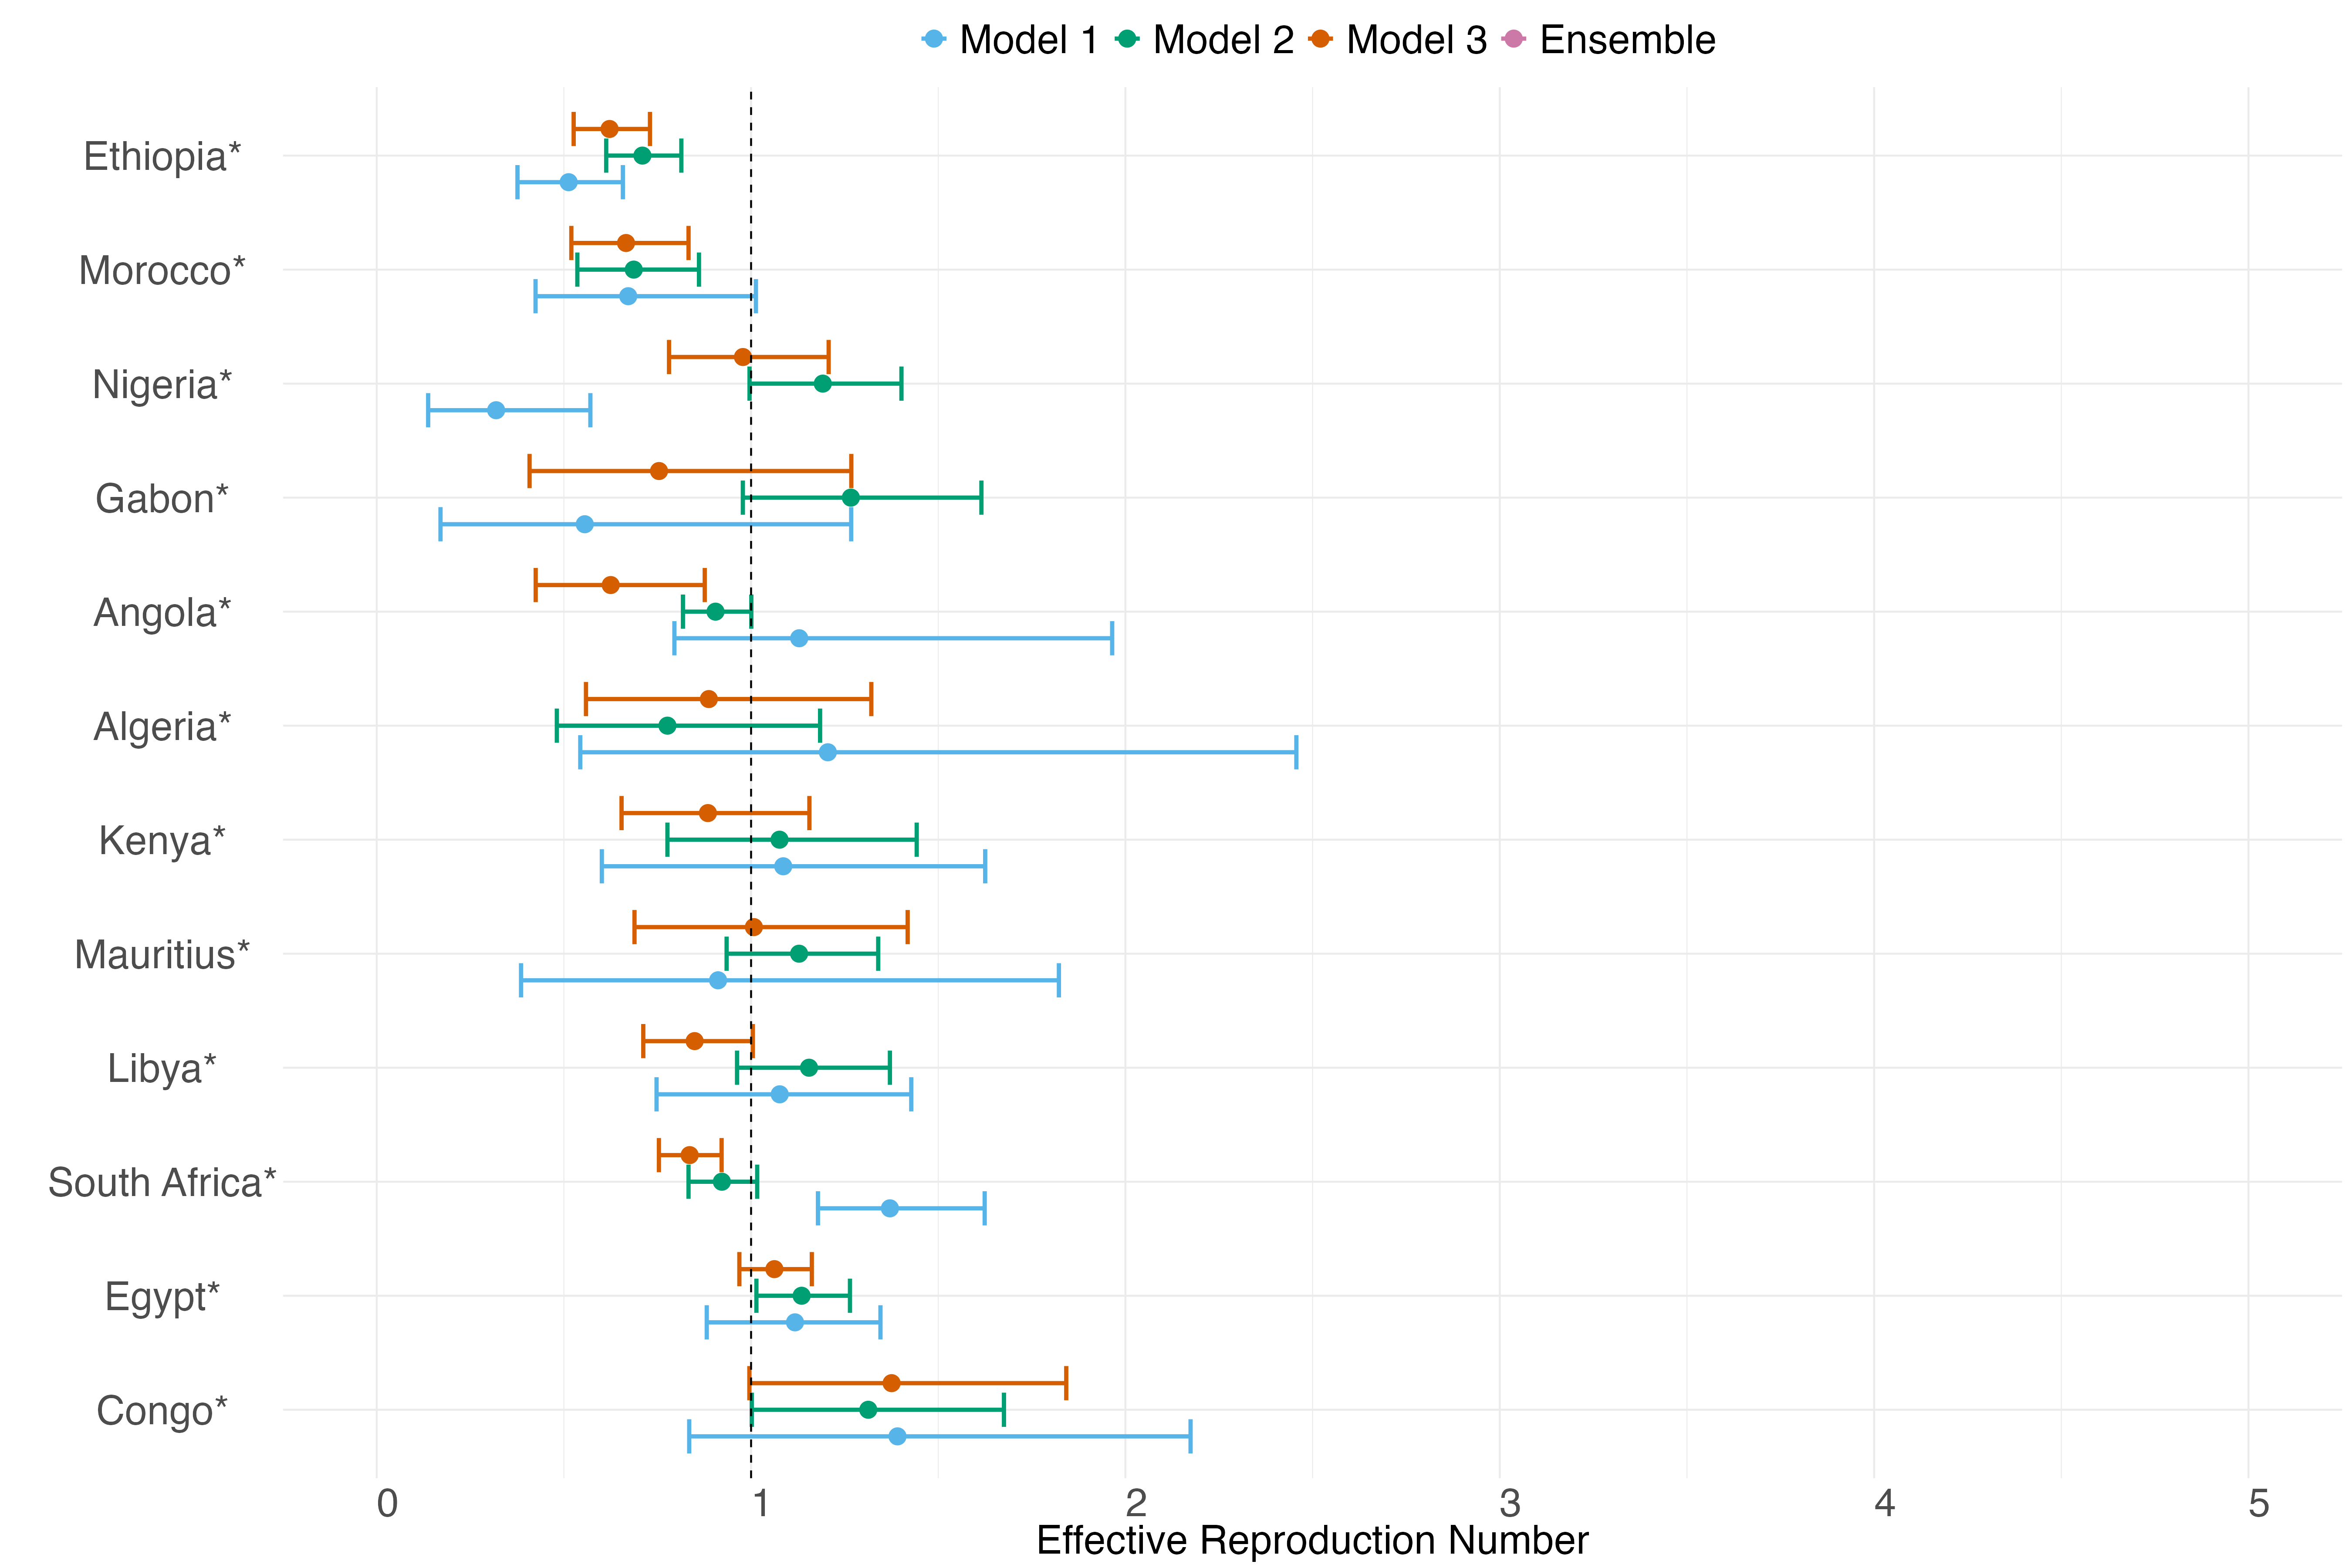 Model 1 Model 2 Model 3 Ensemble
Ethiopia*
Morocco*
Nigeria*
Gabon*
Angola*
Algeria*
Kenya*
Mauritius*
Libya*
South Africa*
Egypt*
Congo*
0 1 2 3 4 5
Effective Reproduction Number